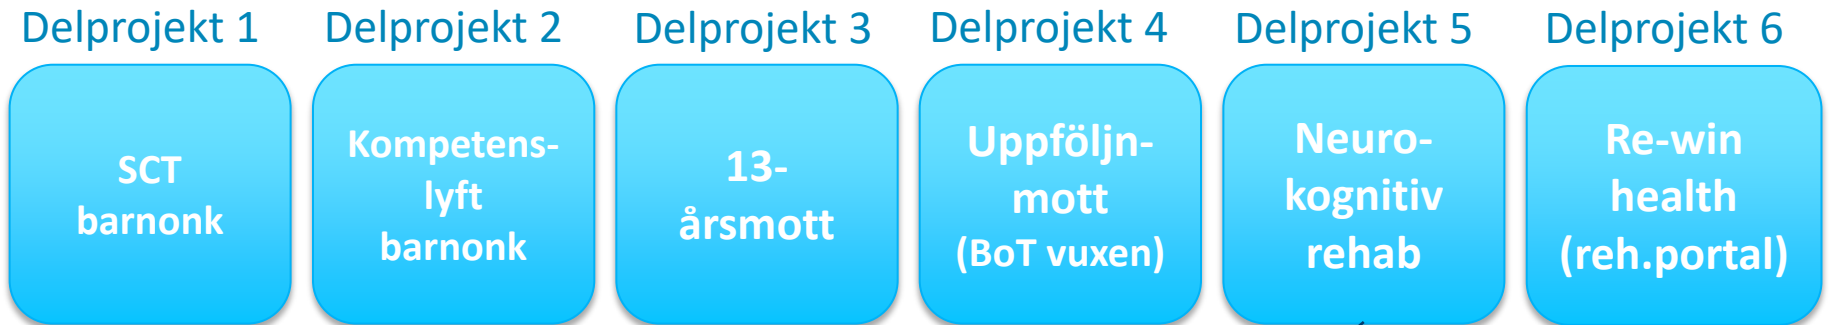 Delprojekt 1
SCT
barnonk
Delprojekt 2
Kompetens-
lyft
barnonk
Delprojekt 3
13-
årsmott
Delprojekt 4
Uppföljn-
mott
(BoT vuxen)
Delprojekt 5
Neuro-
kognitiv
rehab
Delprojekt 6
Re-win
health
(reh.portal)